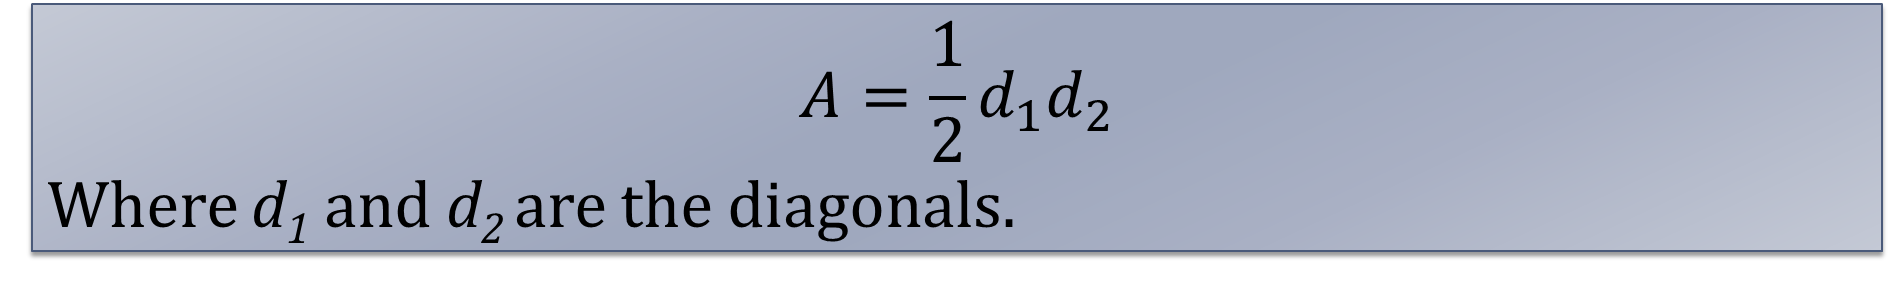 A = 1/2 d₁d₂
Where d₁ and d₂ are the diagonals.